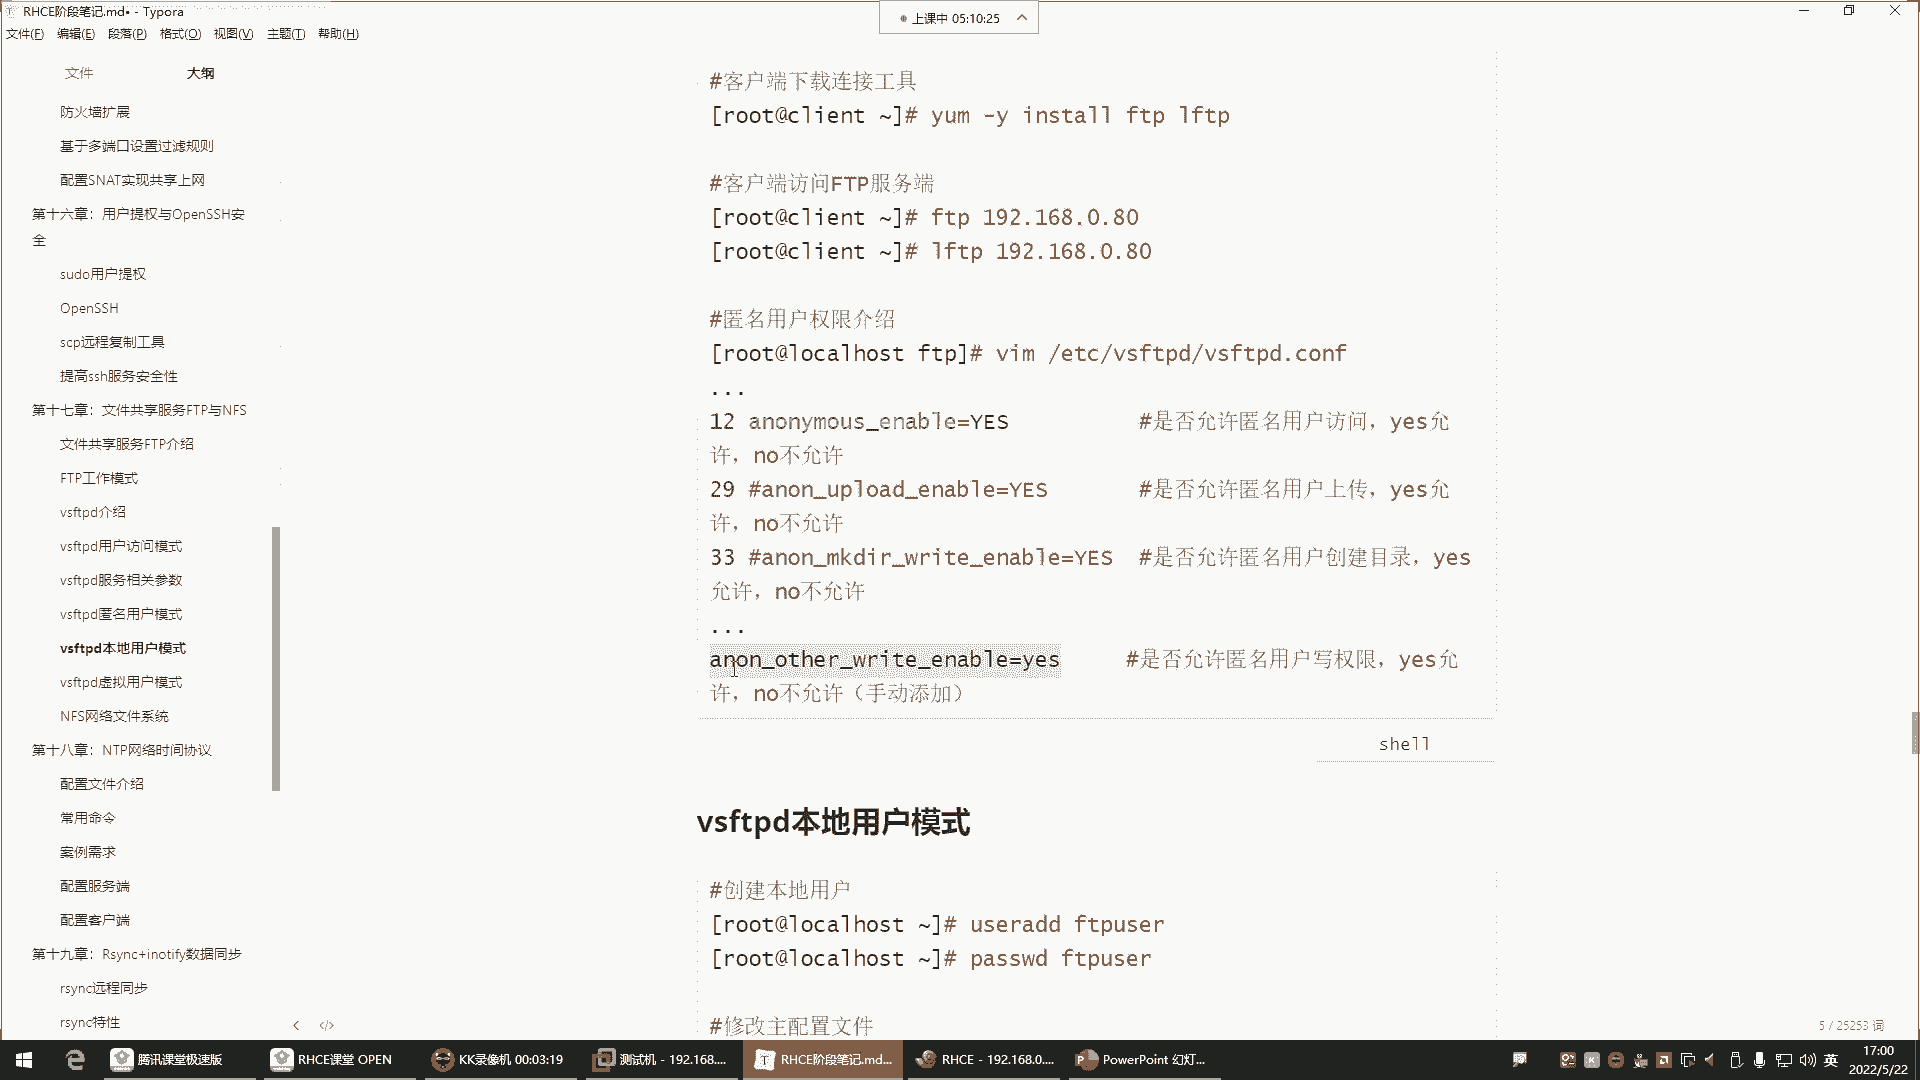 RHCE阶段笔记.md• - Typora
上课中 05:10:25
文件(F) 编辑(E) 段落(P) 格式(O) 视图(V) 主题(T) 帮助(H)
文件 大纲
防火墙扩展
基于多端口设置过滤规则
配置SNAT实现共享上网
第十六章：用户提权与OpenSSH安
全
sudo用户提权
OpenSSH
scp远程复制工具
提高ssh服务安全性
第十七章：文件共享服务FTP与NFS
文件共享服务FTP介绍
FTP工作模式
vsftpd介绍
vsftpd用户访问模式
vsftpd服务相关参数
vsftpd匿名用户模式
vsftpd本地用户模式
vsftpd虚拟用户模式
NFS网络文件系统
第十八章：NTP网络时间协议
配置文件介绍
常用命令
案例需求
配置服务端
配置客户端
第十九章：Rsync+inotify数据同步
rsync远程同步
rsync特性
#客户端下载连接工具
[root@client ~]# yum -y install ftp lftp
#客户端访问FTP服务端
[root@client ~]# ftp 192.168.0.80
[root@client ~]# lftp 192.168.0.80
#匿名用户权限介绍
[root@localhost ftp]# vim /etc/vsftpd/vsftpd.conf
...
12 anonymous_enable=YES #是否允许匿名用户访问，yes允
许，no不允许
29 #anon_upload_enable=YES #是否允许匿名用户上传，yes允
许，no不允许
33 #anon_mkdir_write_enable=YES #是否允许匿名用户创建目录，yes
允许，no不允许
...
anon_other_write_enable=yes #是否允许匿名用户写权限，yes允
许，no不允许（手动添加）
shell
vsftpd本地用户模式
#创建本地用户
[root@localhost ~]# useradd ftpuser
[root@localhost ~]# passwd ftpuser
#修改主配置文件
5 / 25253 词
腾讯课堂极速版 RHCE课堂 OPEN KK录像机 00:03:19 测试机 - 192.168.... RHCE阶段笔记.md... RHCE - 192.168.0.... PowerPoint 幻灯... 英 17:00
2022/5/22